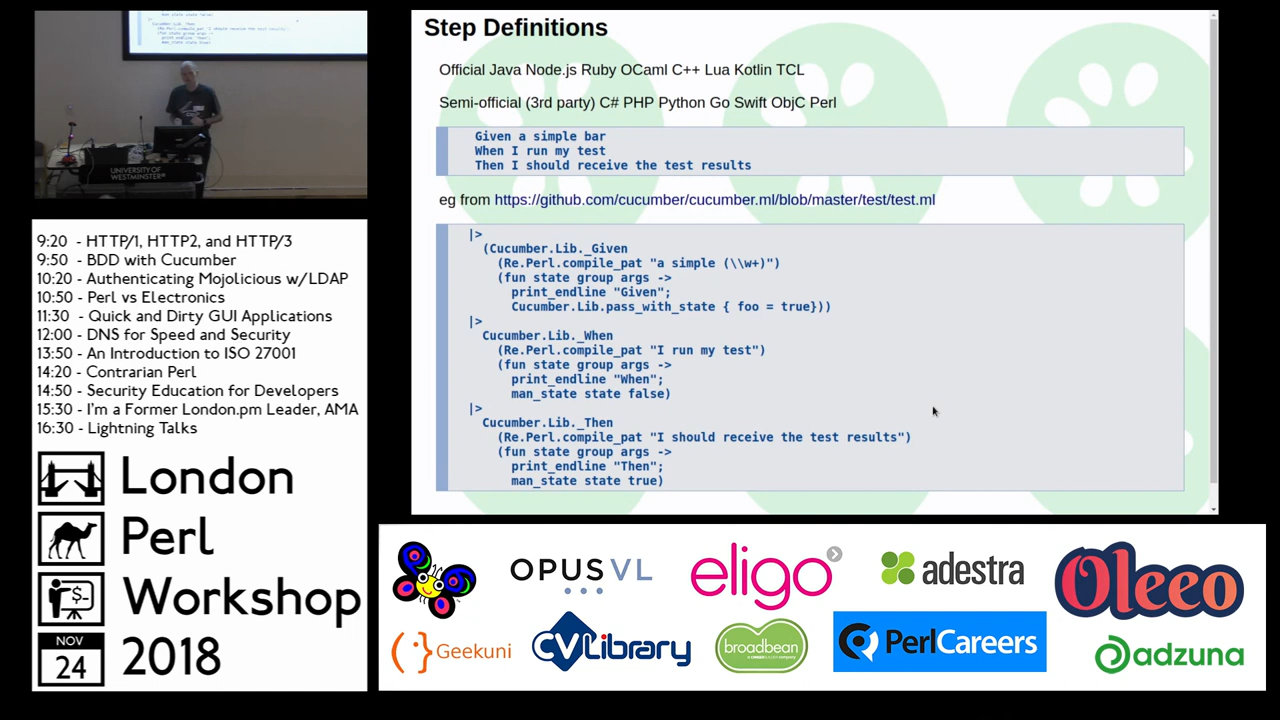 UNIVERSITY OF
WESTMINSTER
9:20 - HTTP/1, HTTP2, and HTTP/3
9:50 - BDD with Cucumber
10:20 - Authenticating Mojolicious w/LDAP
10:50 - Perl vs Electronics
11:30 - Quick and Dirty GUI Applications
12:00 - DNS for Speed and Security
13:50 - An Introduction to ISO 27001
14:20 - Contrarian Perl
14:50 - Security Education for Developers
15:30 - I'm a Former London.pm Leader, AMA
16:30 - Lightning Talks
London
Perl
$-
Workshop
NOV
24
2018
Step Definitions
Official Java Node.js Ruby OCaml C++ Lua Kotlin TCL
Semi-official (3rd party) C# PHP Python Go Swift ObjC Perl
Given a simple bar
When I run my test
Then I should receive the test results
eg from https://github.com/cucumber/cucumber.ml/blob/master/test/test.ml
|>
(Cucumber.Lib._Given
(Re.Perl.compile_pat "a simple (\\w+)")
(fun state group args ->
print_endline "Given";
Cucumber.Lib.pass_with_state { foo = true}))
|>
Cucumber.Lib._When
(Re.Perl.compile_pat "I run my test")
(fun state group args ->
print_endline "When";
man_state state false)
|>
Cucumber.Lib._Then
(Re.Perl.compile_pat "I should receive the test results")
(fun state group args ->
print_endline "Then";
man_state state true)
OPUS VL
eligo
adestra
Oleeo
Geekuni
CVLibrary
broadbean
PerlCareers
adzuna